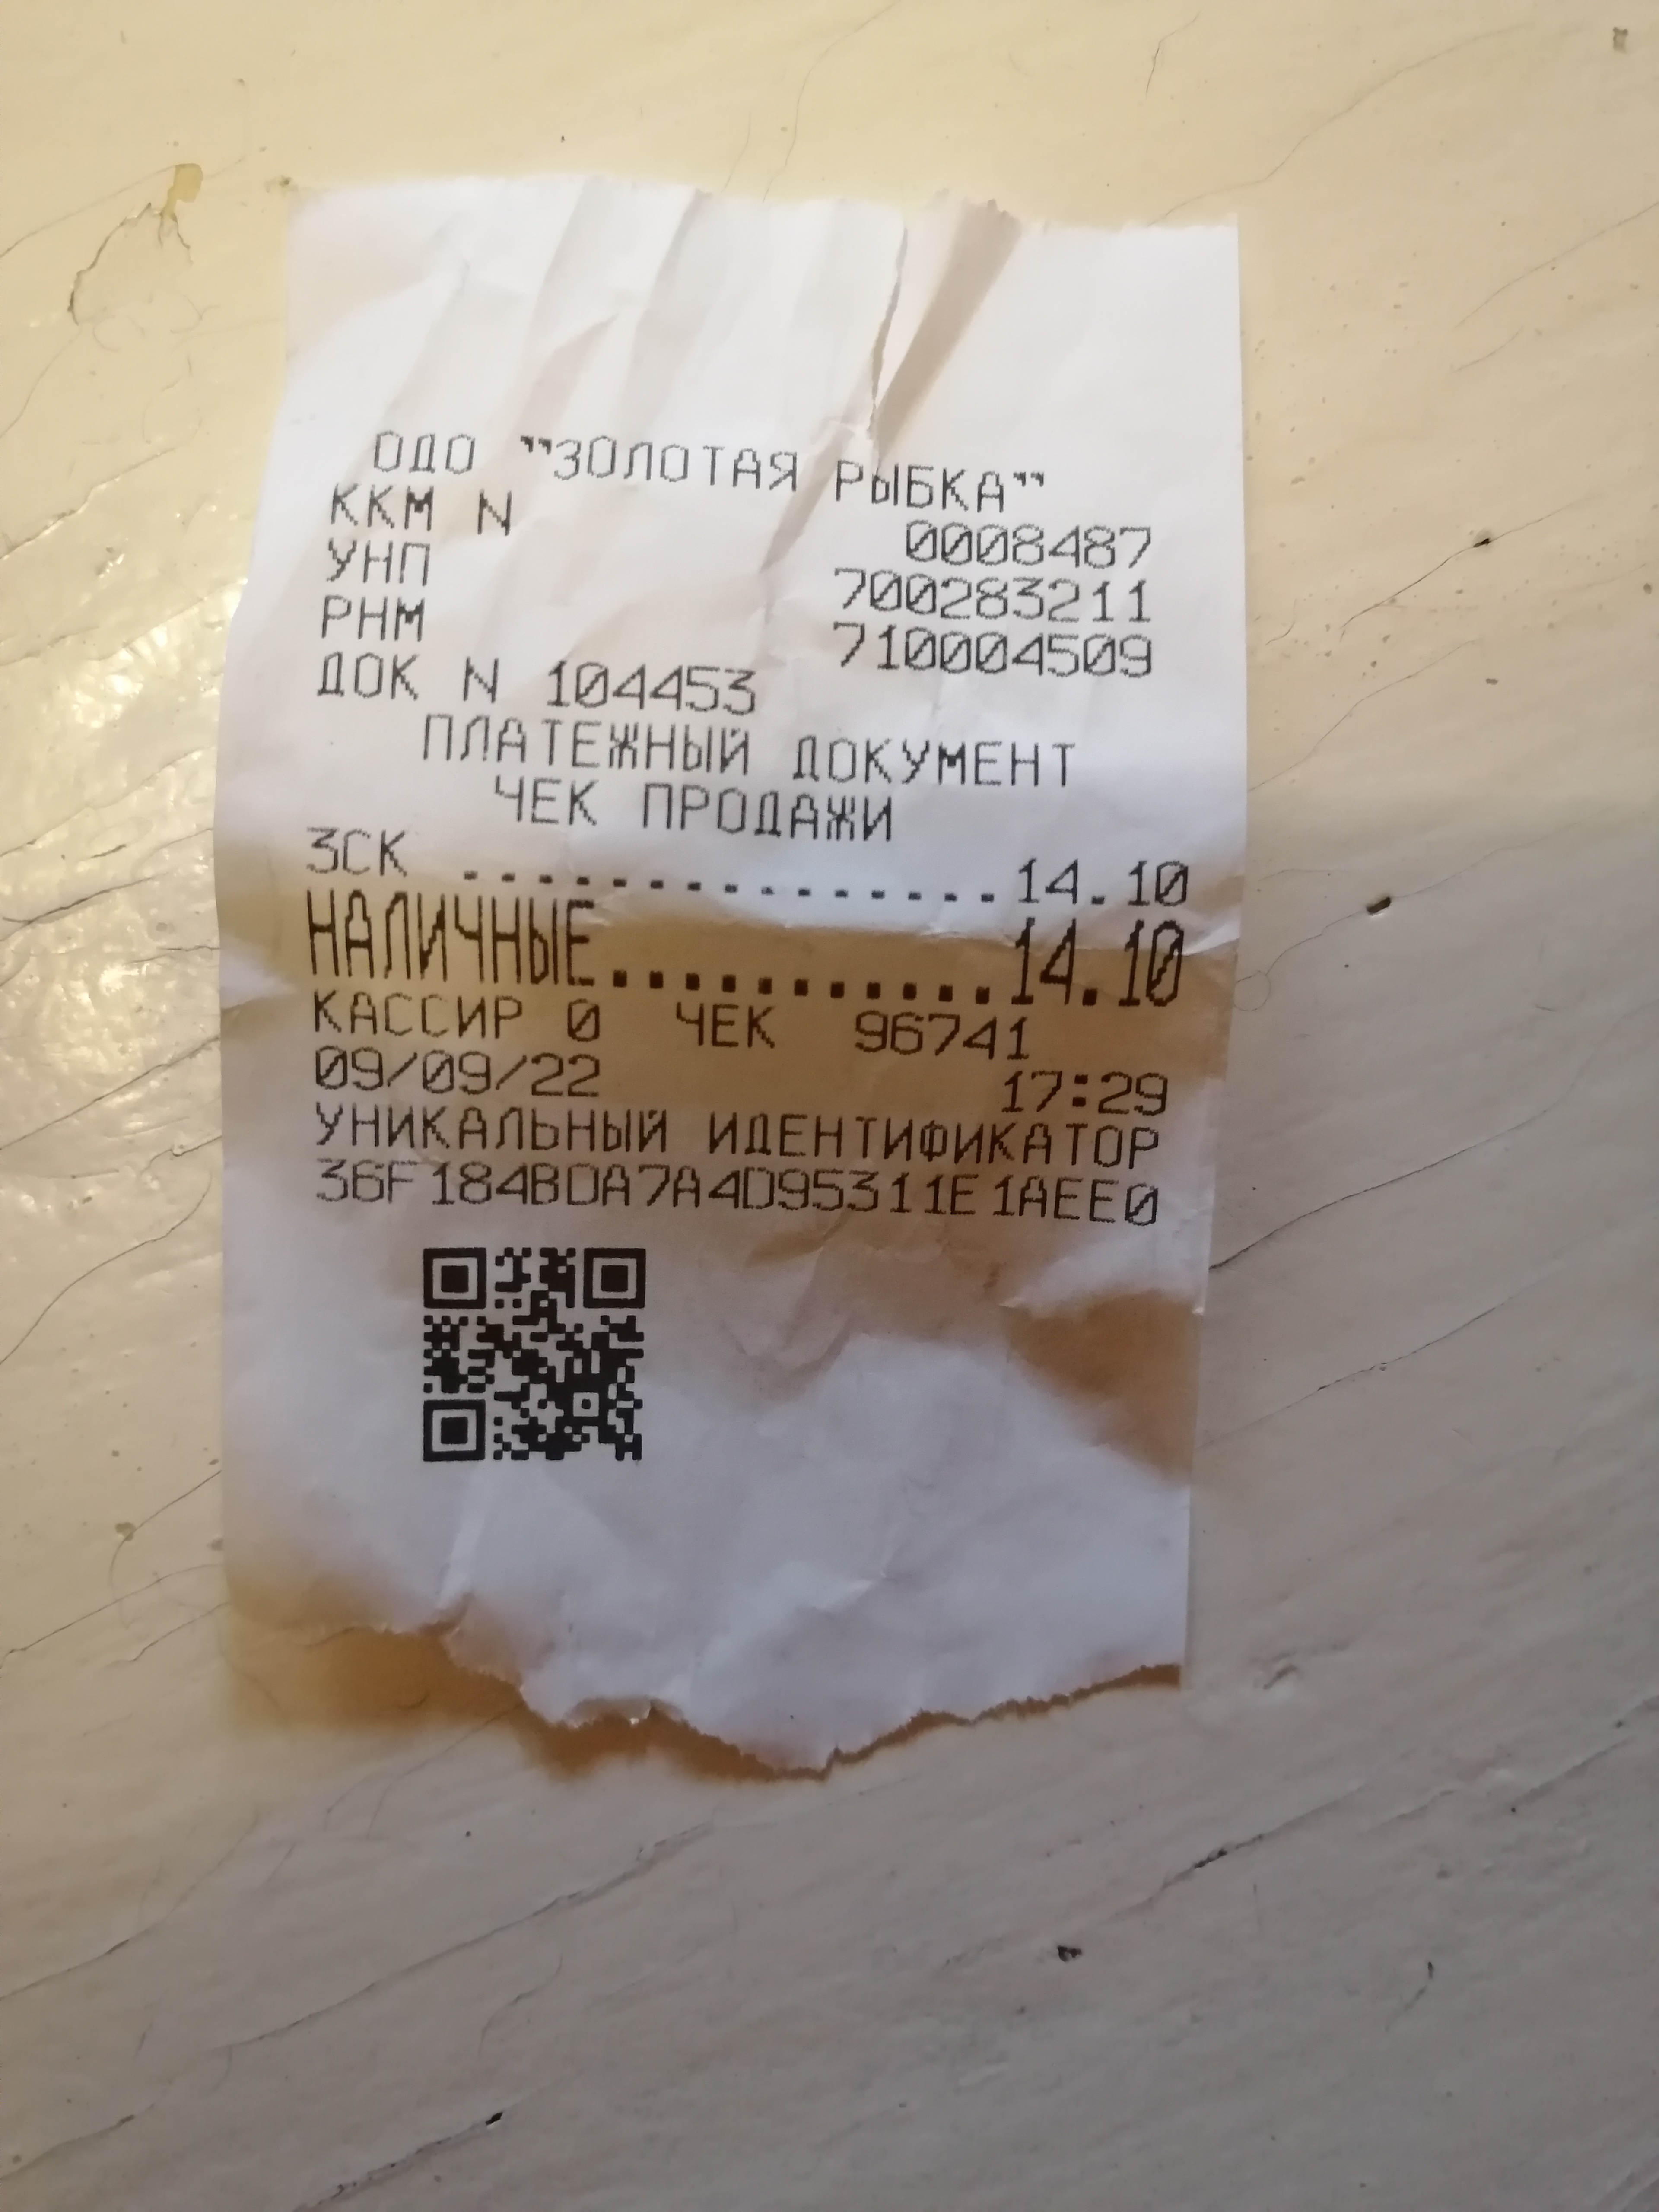 ОДО "ЗОЛОТАЯ РЫБКА"
ККМ N 0008487
УНП 700283211
РНМ 710004509
ДОК N 104453
ПЛАТЕЖНЫЙ ДОКУМЕНТ
ЧЕК ПРОДАЖИ
3СК ...............14.10
НАЛИЧНЫЕ...........14.10
КАССИР 0 ЧЕК 96741
09/09/22 17:29
УНИКАЛЬНЫЙ ИДЕНТИФИКАТОР
36F184BDA7A4D95311E1AEE0